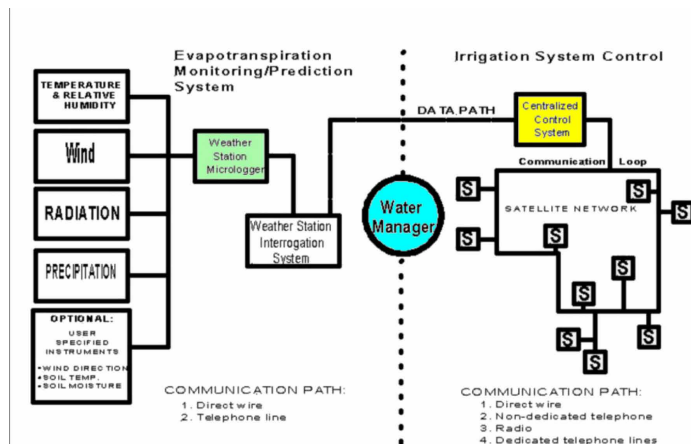 Evapotranspiration
Monitoring/Prediction
System
Irrigation System Control
TEMPERATURE
& RELATIVE
HUMIDITY
Wind
RADIATION
PRECIPITATION
OPTIONAL:
USER
SPECIFIED
INSTRUMENTS
•WIND DIRECTION
•SOIL TEMP.
•SOIL MOISTURE
Weather
Station
Micrologger
Weather Station
Interrogation
System
DATA PATH
Water
Manager
Centralized
Control
System
Communication Loop
SATELLITE NETWORK
S
S
S
S
S
S
S
S
S
S
COMMUNICATION PATH:
1. Direct wire
2. Telephone line
COMMUNICATION PATH:
1. Direct wire
2. Non-dedicated telephone
3. Radio
4. Dedicated telephone lines